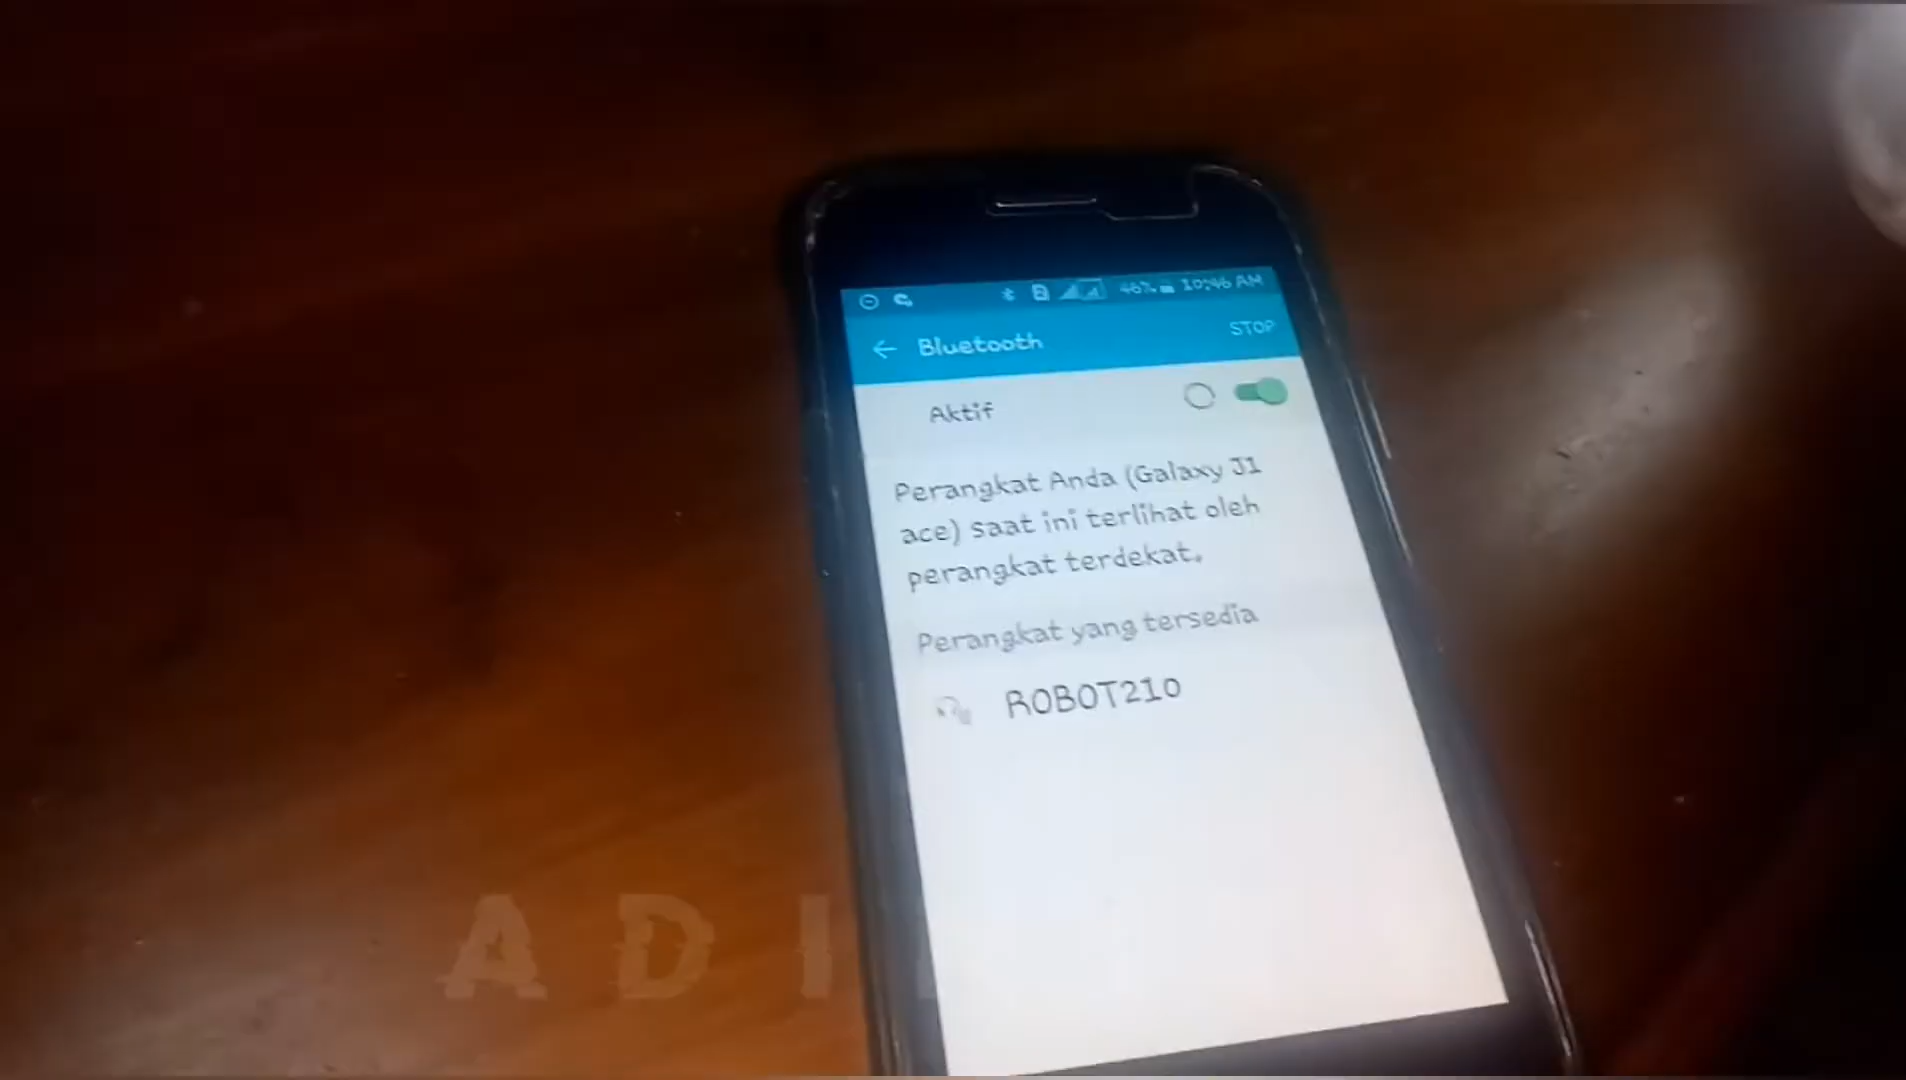 46% 10:46 AM
Bluetooth
STOP
Aktif
Perangkat Anda (Galaxy J1
ace) saat ini terlihat oleh
perangkat terdekat.
Perangkat yang tersedia
ROBOT210
ADI